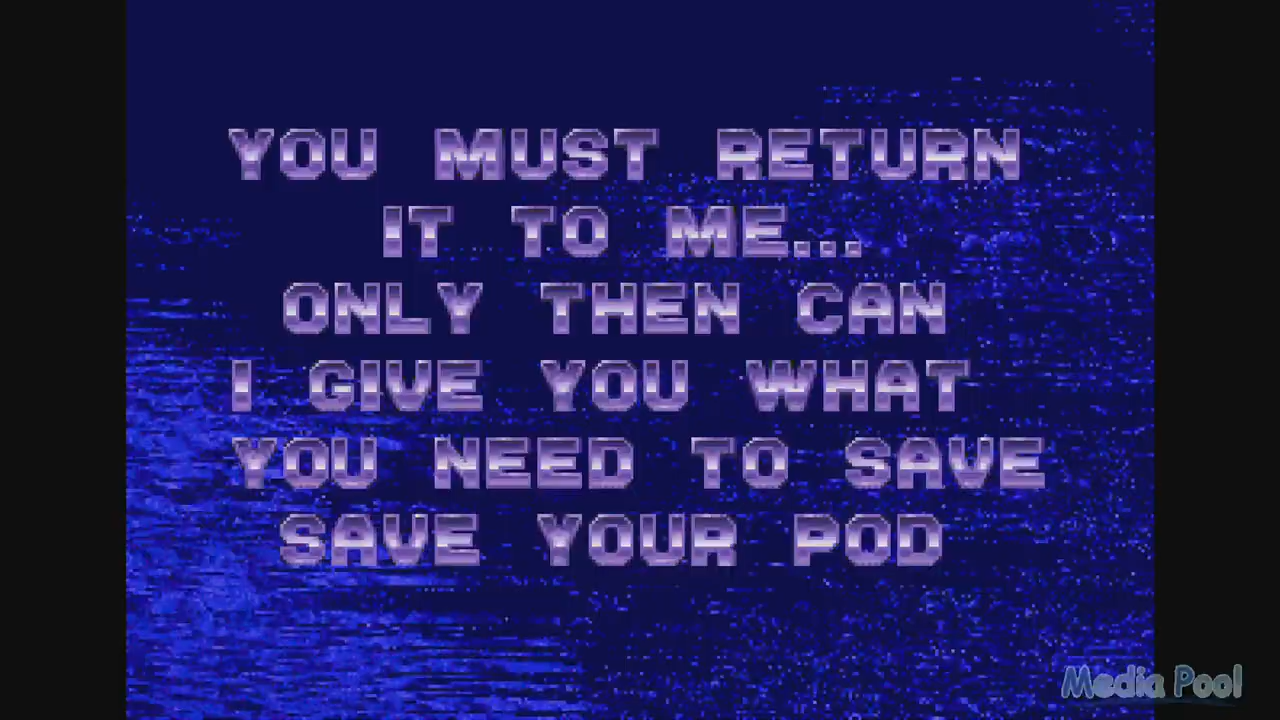 YOU MUST RETURN
IT TO ME...
ONLY THEN CAN
I GIVE YOU WHAT
YOU NEED TO SAVE
SAVE YOUR POD
Media Pool